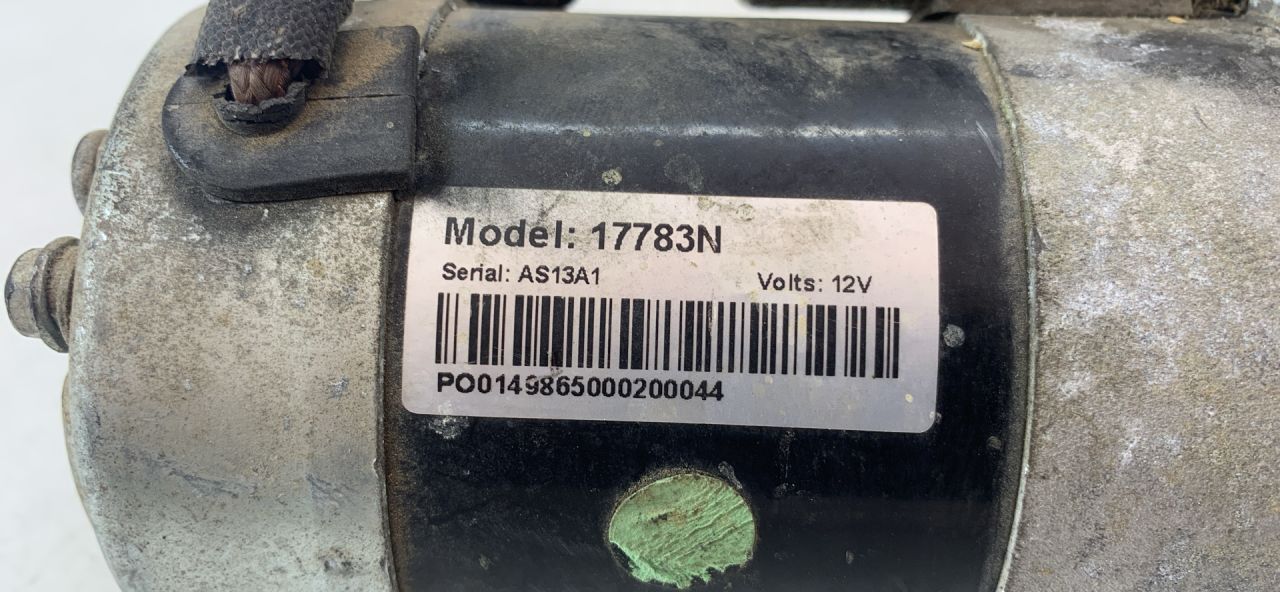 Model: 17783N
Serial: AS13A1 Volts: 12V
PO0149865000200044